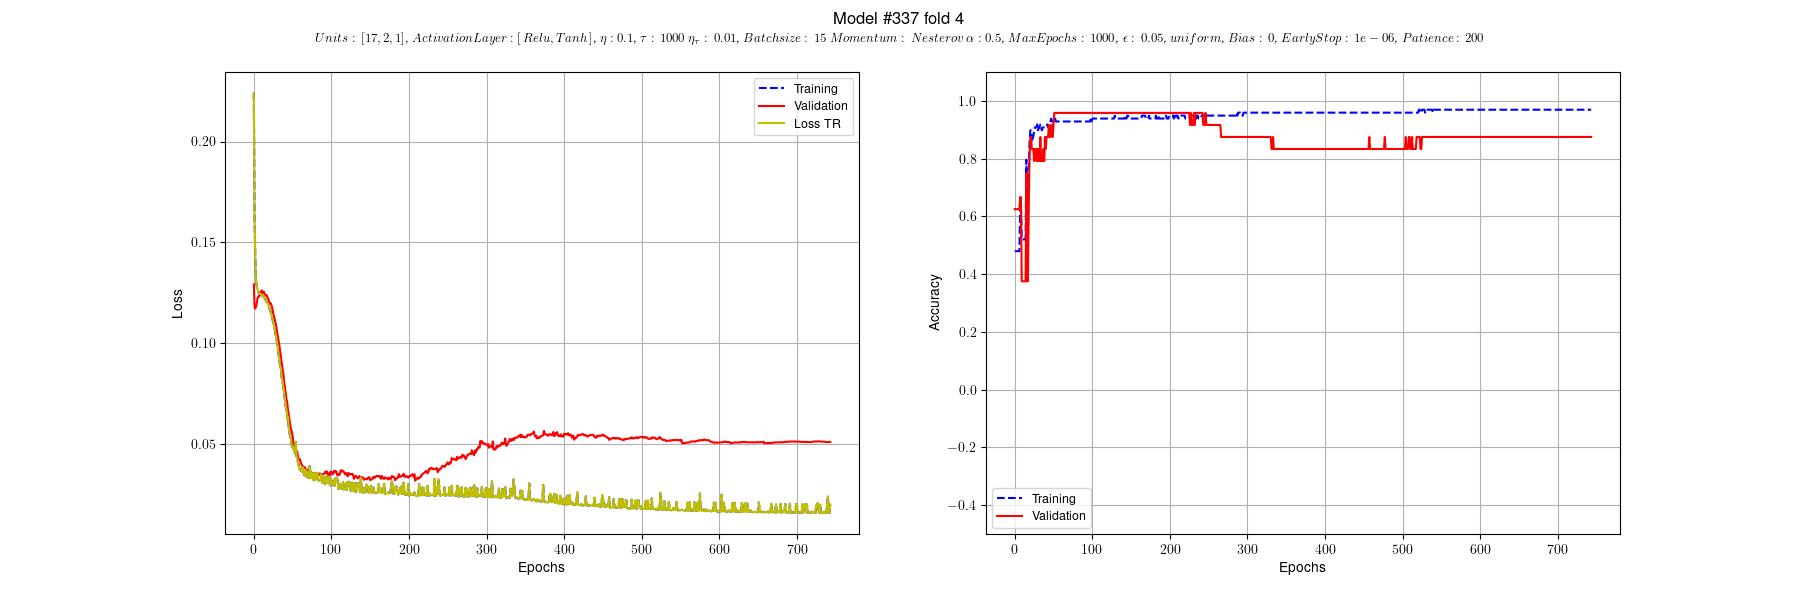 Model #337 fold 4
Units : [17, 2, 1], ActivationLayer : [ Relu, Tanh ], η : 0.1, τ : 1000 η_τ : 0.01, Batchsize : 15 Momentum : Nesterov α : 0.5, MaxEpochs : 1000, ϵ : 0.05, uniform, Bias : 0, EarlyStop : 1e − 06, Patience : 200
Loss
0.20
0.15
0.10
0.05
Training
Validation
Loss TR
0 100 200 300 400 500 600 700
Epochs
Accuracy
1.0
0.8
0.6
0.4
0.2
0.0
−0.2
−0.4
Training
Validation
0 100 200 300 400 500 600 700
Epochs